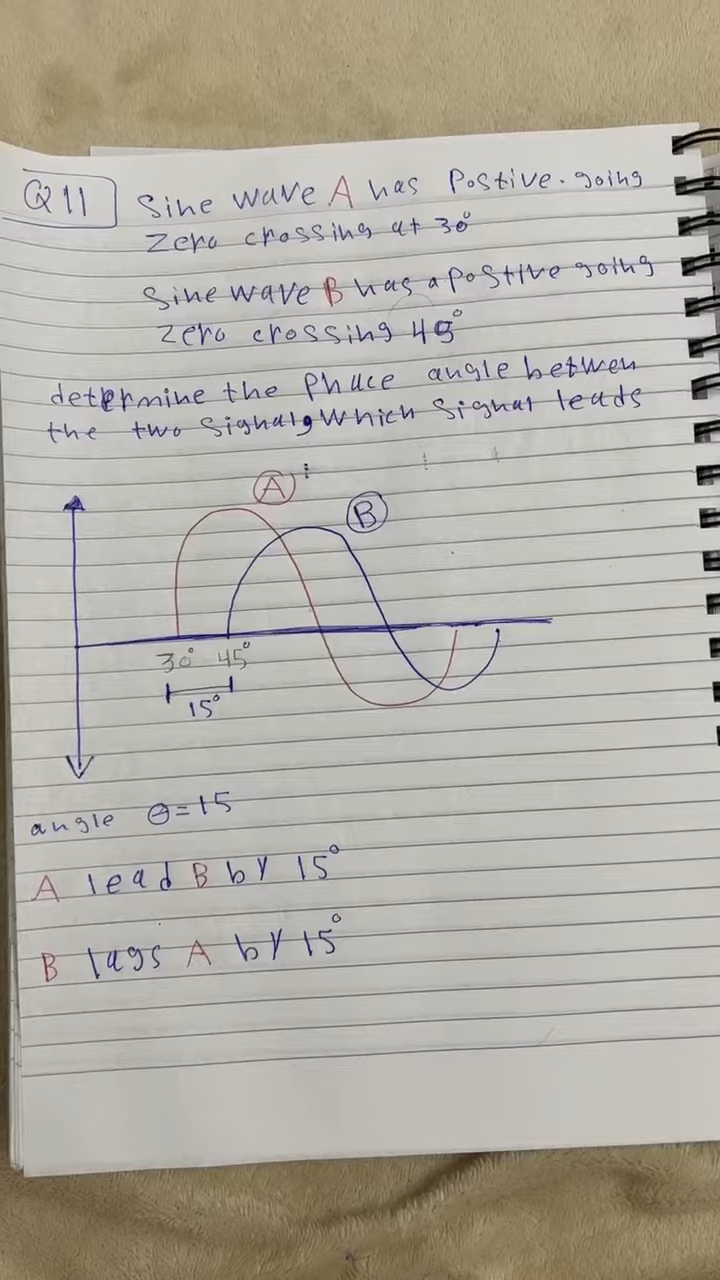 Q11
Sine wave A has Postive. going
Zero crossing at 30°
Sine wave B has a postive going
zero crossing 45°
determine the Phace angle betwen
the two signals, Which Signal leads
A
B
30° 45°
15°
angle θ=15
A lead B by 15°
B lags A by 15°